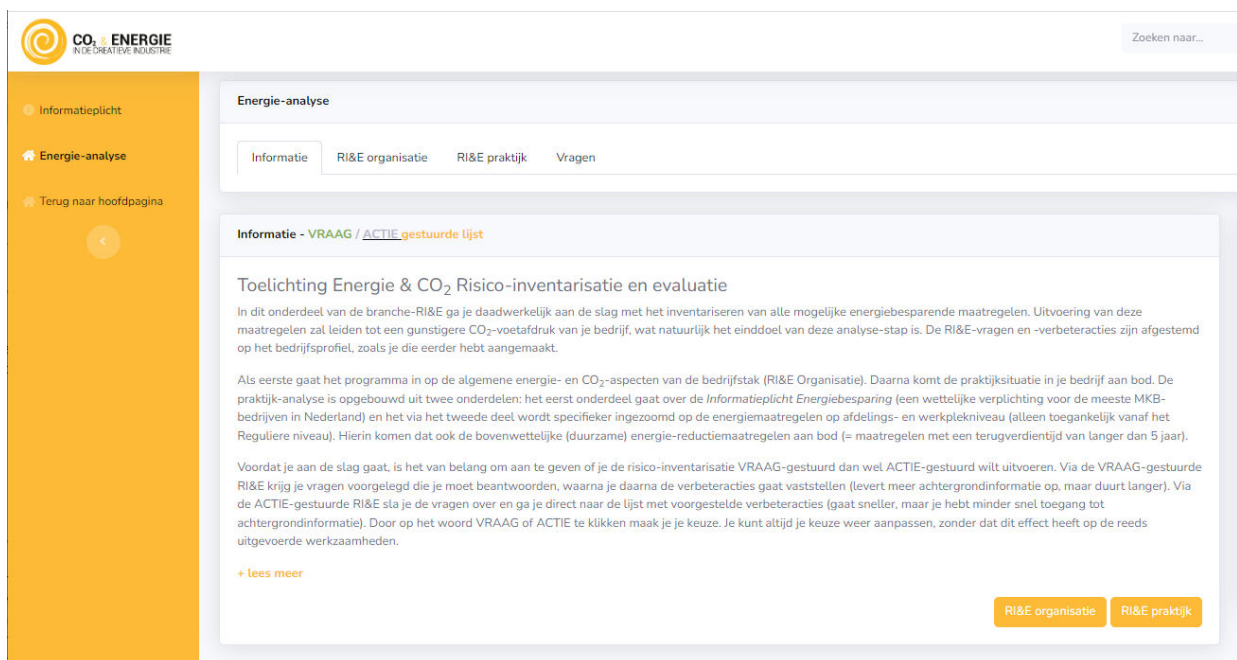 CO2 & ENERGIE
IN DE CREATIEVE INDUSTRIE
Zoeken naar...
Informatieplicht
Energie-analyse
Terug naar hoofdpagina
Energie-analyse
Informatie RI&E organisatie RI&E praktijk Vragen
Informatie - VRAAG / ACTIE gestuurde lijst
Toelichting Energie & CO2 Risico-inventarisatie en evaluatie
In dit onderdeel van de branche-RI&E ga je daadwerkelijk aan de slag met het inventariseren van alle mogelijke energiebesparende maatregelen. Uitvoering van deze
maatregelen zal leiden tot een gunstigere CO2-voetafdruk van je bedrijf, wat natuurlijk het einddoel van deze analyse-stap is. De RI&E-vragen en -verbeteracties zijn afgestemd
op het bedrijfsprofiel, zoals je die eerder hebt aangemaakt.
Als eerste gaat het programma in op de algemene energie- en CO2-aspecten van de bedrijfstak (RI&E Organisatie). Daarna komt de praktijksituatie in je bedrijf aan bod. De
praktijk-analyse is opgebouwd uit twee onderdelen: het eerst onderdeel gaat over de Informatieplicht Energiebesparing (een wettelijke verplichting voor de meeste MKB-
bedrijven in Nederland) en het via het tweede deel wordt specifieker ingezoomd op de energiemaatregelen op afdelings- en werkplekniveau (alleen toegankelijk vanaf het
Reguliere niveau). Hierin komen dat ook de bovenwettelijke (duurzame) energie-reductiemaatregelen aan bod (= maatregelen met een terugverdientijd van langer dan 5 jaar).
Voordat je aan de slag gaat, is het van belang om aan te geven of je de risico-inventarisatie VRAAG-gestuurd dan wel ACTIE-gestuurd wilt uitvoeren. Via de VRAAG-gestuurde
RI&E krijg je vragen voorgelegd die je moet beantwoorden, waarna je daarna de verbeteracties gaat vaststellen (levert meer achtergrondinformatie op, maar duurt langer). Via
de ACTIE-gestuurde RI&E sla je de vragen over en ga je direct naar de lijst met voorgestelde verbeteracties (gaat sneller, maar je hebt minder snel toegang tot
achtergrondinformatie). Door op het woord VRAAG of ACTIE te klikken maak je je keuze. Je kunt altijd je keuze weer aanpassen, zonder dat dit effect heeft op de reeds
uitgevoerde werkzaamheden.
+ lees meer
RI&E organisatie RI&E praktijk